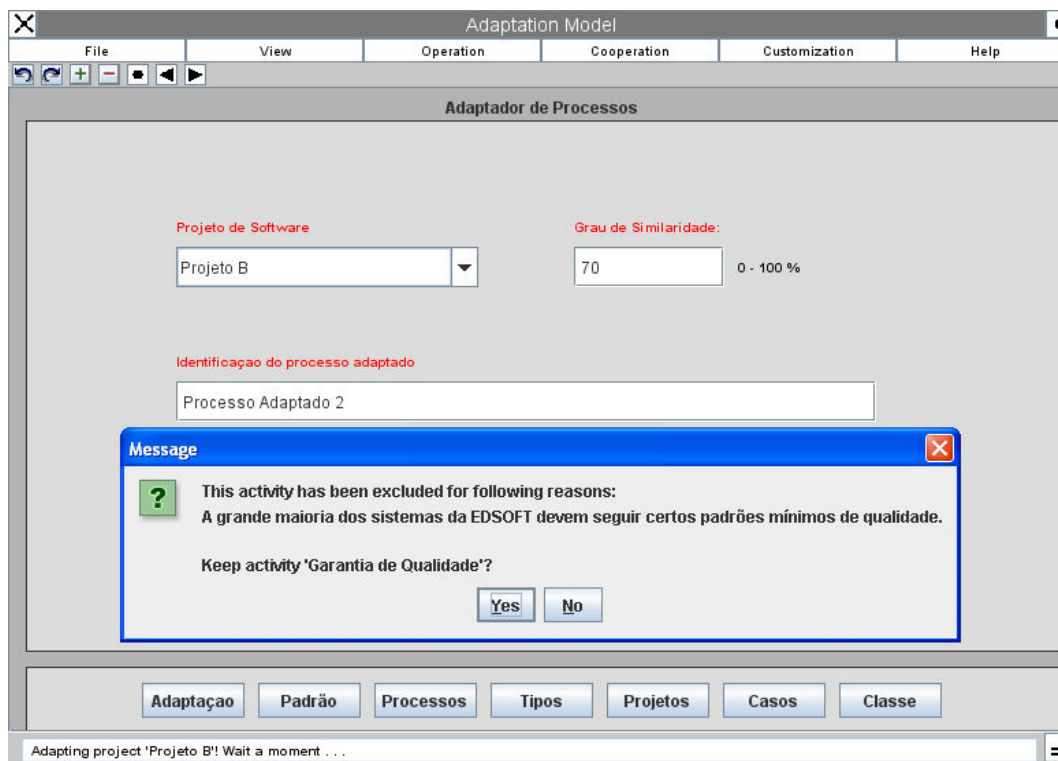 Adaptation Model
File View Operation Cooperation Customization Help
Adaptador de Processos
Projeto de Software Grau de Similaridade:
Projeto B 70 0 - 100 %
Identificaçao do processo adaptado
Processo Adaptado 2
Message
This activity has been excluded for following reasons:
A grande maioria dos sistemas da EDSOFT devem seguir certos padrões mínimos de qualidade.
Keep activity 'Garantia de Qualidade'?
Yes No
Adaptaçao Padrão Processos Tipos Projetos Casos Classe
Adapting project 'Projeto B'! Wait a moment . . .